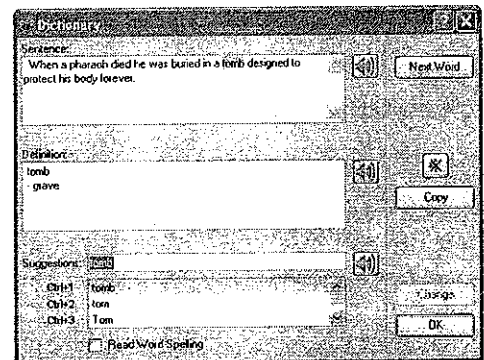 Dictionary
Sentence:
When a pharaoh died he was buried in a tomb designed to
protect his body forever.
Next Word
Definition:
tomb
- grave
Copy
Suggestions: tomb
Ctrl+1 tomb
Ctrl+2 torn
Ctrl+3 Tom
Change
OK
Read Word Spelling